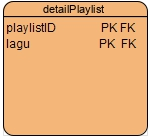 detailPlaylist
playlistID PK FK
lagu PK FK